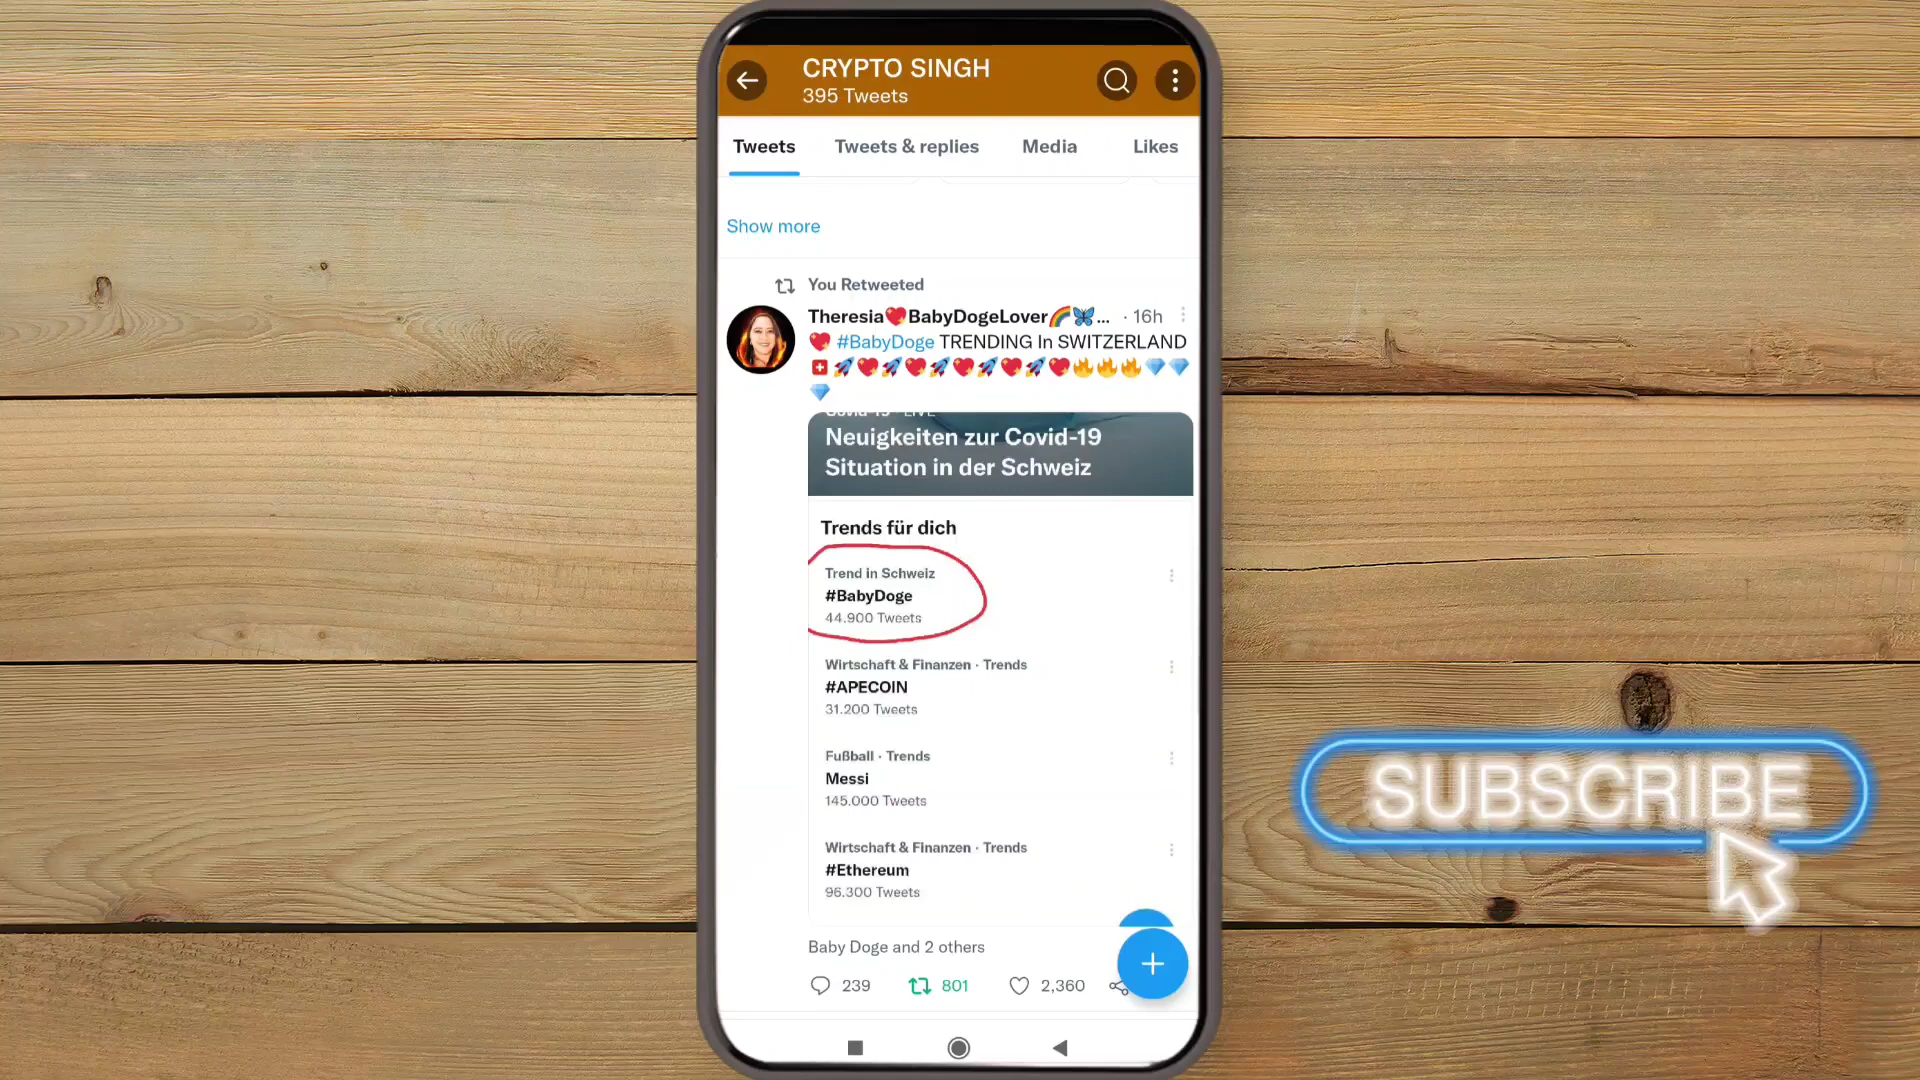 CRYPTO SINGH
395 Tweets
Tweets Tweets & replies Media Likes
Show more
You Retweeted
Theresia💖BabyDogeLover🌈🦋... · 16h
💖 #BabyDoge TRENDING In SWITZERLAND
🇨🇭🚀💖🚀💖🚀💖🚀💖🚀💖🔥🔥🔥💎💎
💎
Covid-19 · LIVE
Neuigkeiten zur Covid-19
Situation in der Schweiz
Trends für dich
Trend in Schweiz
#BabyDoge
44.900 Tweets
Wirtschaft & Finanzen · Trends
#APECOIN
31.200 Tweets
Fußball · Trends
Messi
145.000 Tweets
Wirtschaft & Finanzen · Trends
#Ethereum
96.300 Tweets
Baby Doge and 2 others
239 801 2,360
SUBSCRIBE